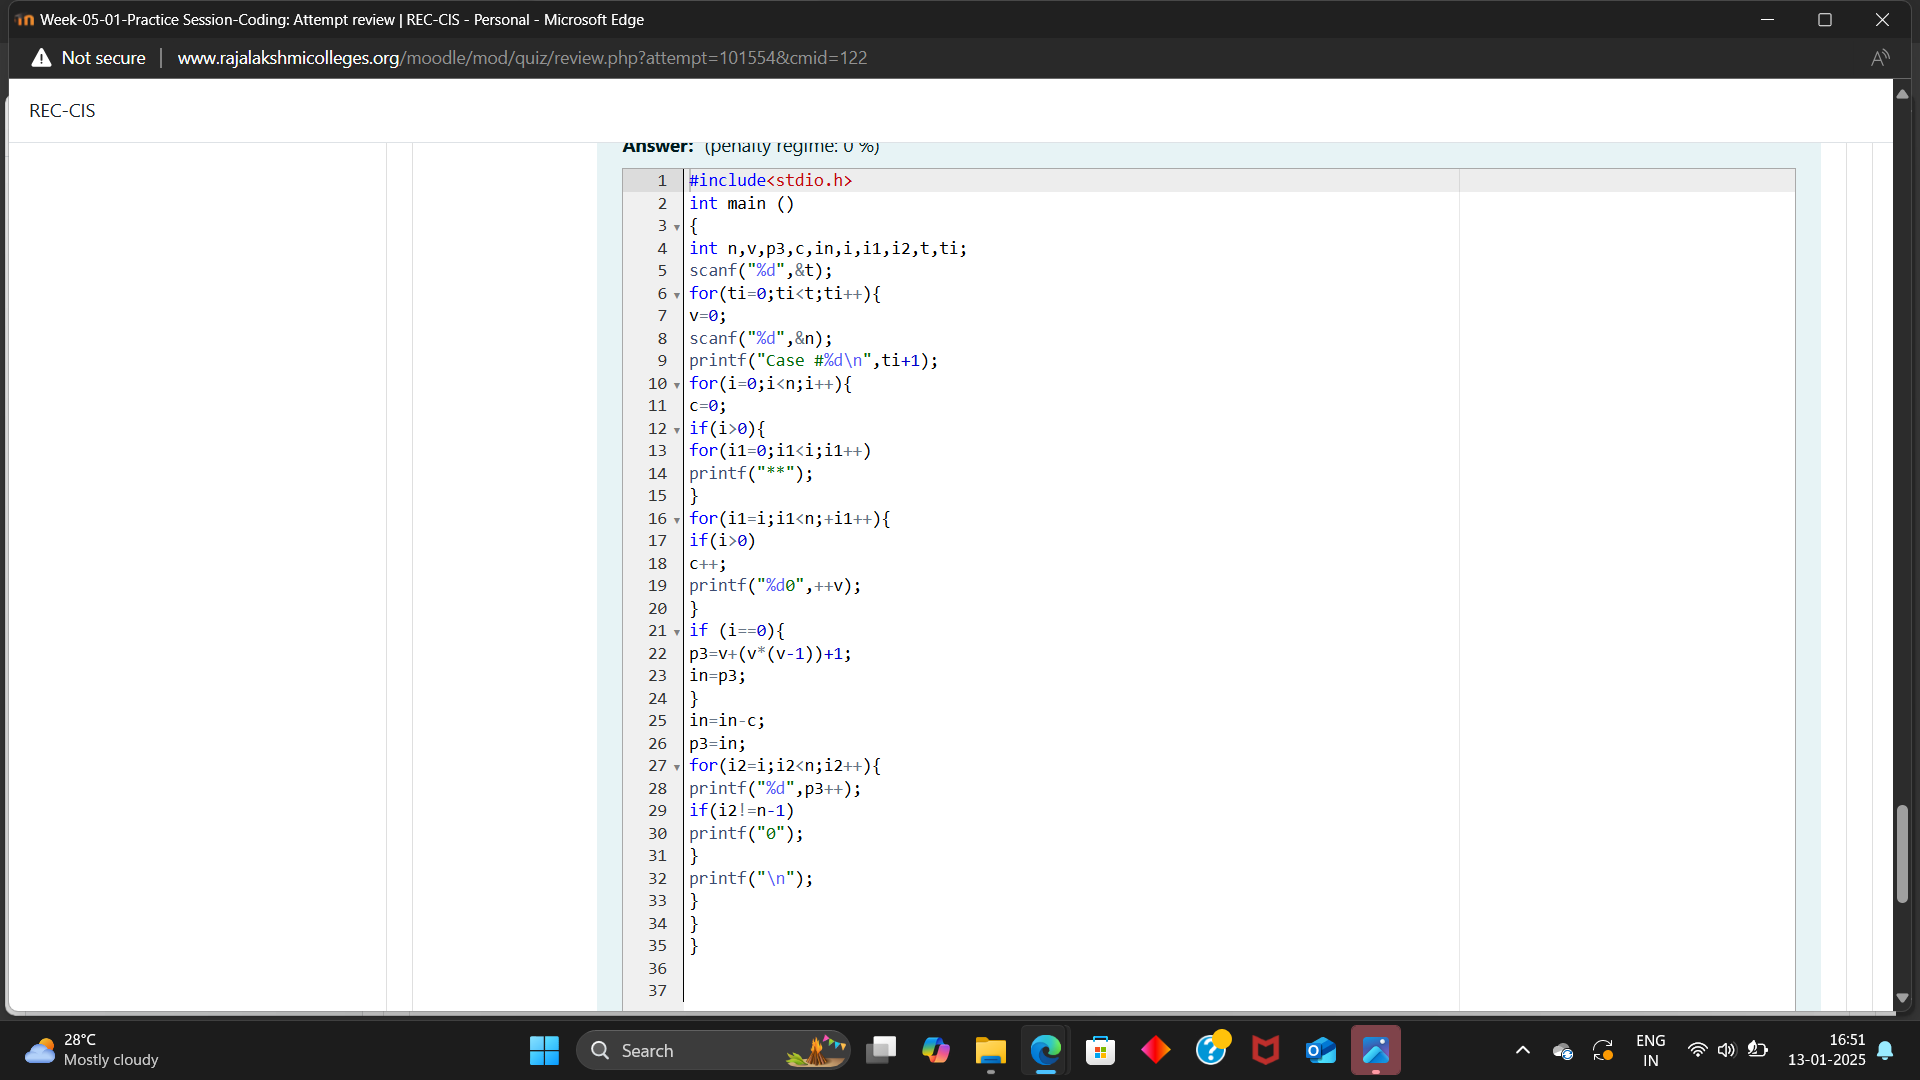 Week-05-01-Practice Session-Coding: Attempt review | REC-CIS - Personal - Microsoft Edge
Not secure | www.rajalakshmicolleges.org/moodle/mod/quiz/review.php?attempt=101554&cmid=122
REC-CIS
Answer: (penalty regime: 0 %)
1 #include<stdio.h>
2 int main ()
3 {
4 int n,v,p3,c,in,i,i1,i2,t,ti;
5 scanf("%d",&t);
6 for(ti=0;ti<t;ti++){
7 v=0;
8 scanf("%d",&n);
9 printf("Case #%d\n",ti+1);
10 for(i=0;i<n;i++){
11 c=0;
12 if(i>0){
13 for(i1=0;i1<i;i1++)
14 printf("**");
15 }
16 for(i1=i;i1<n;+i1++){
17 if(i>0)
18 c++;
19 printf("%d0",++v);
20 }
21 if (i==0){
22 p3=v+(v*(v-1))+1;
23 in=p3;
24 }
25 in=in-c;
26 p3=in;
27 for(i2=i;i2<n;i2++){
28 printf("%d",p3++);
29 if(i2!=n-1)
30 printf("0");
31 }
32 printf("\n");
33 }
34 }
35 }
36
37
28°C
Mostly cloudy
Search
ENG
IN
16:51
13-01-2025